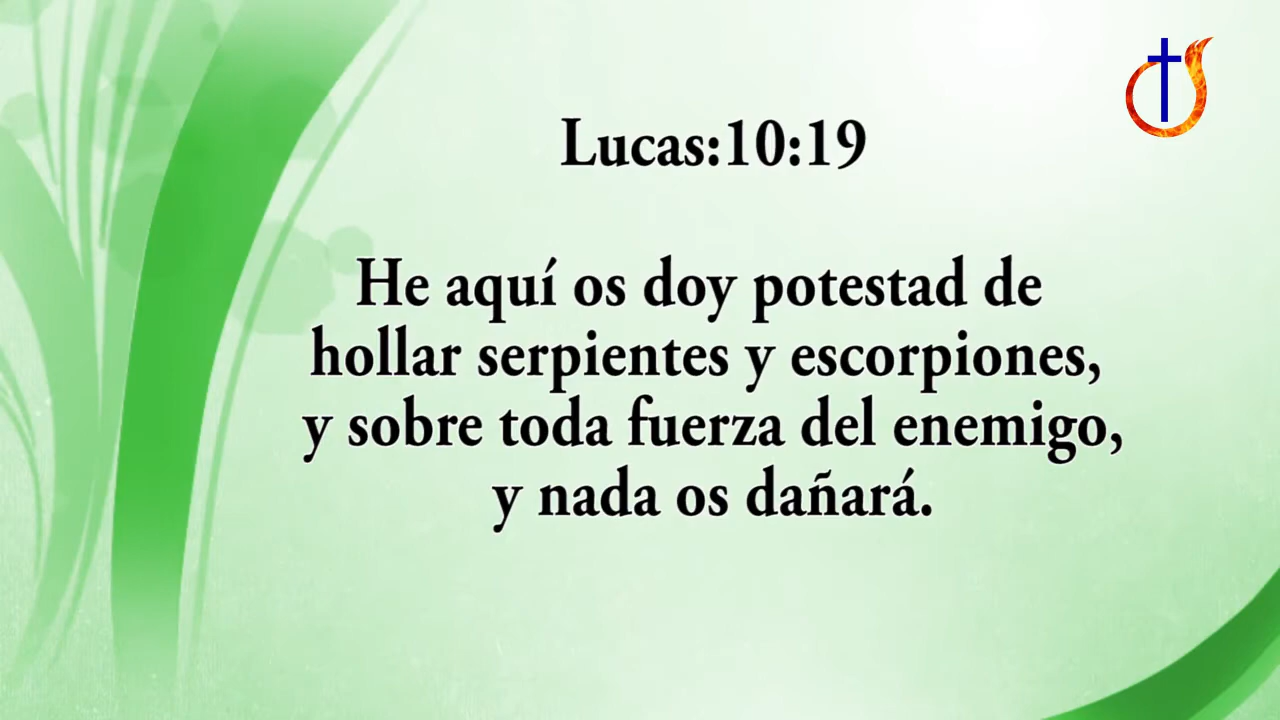 Lucas:10:19
He aquí os doy potestad de
hollar serpientes y escorpiones,
y sobre toda fuerza del enemigo,
y nada os dañará.